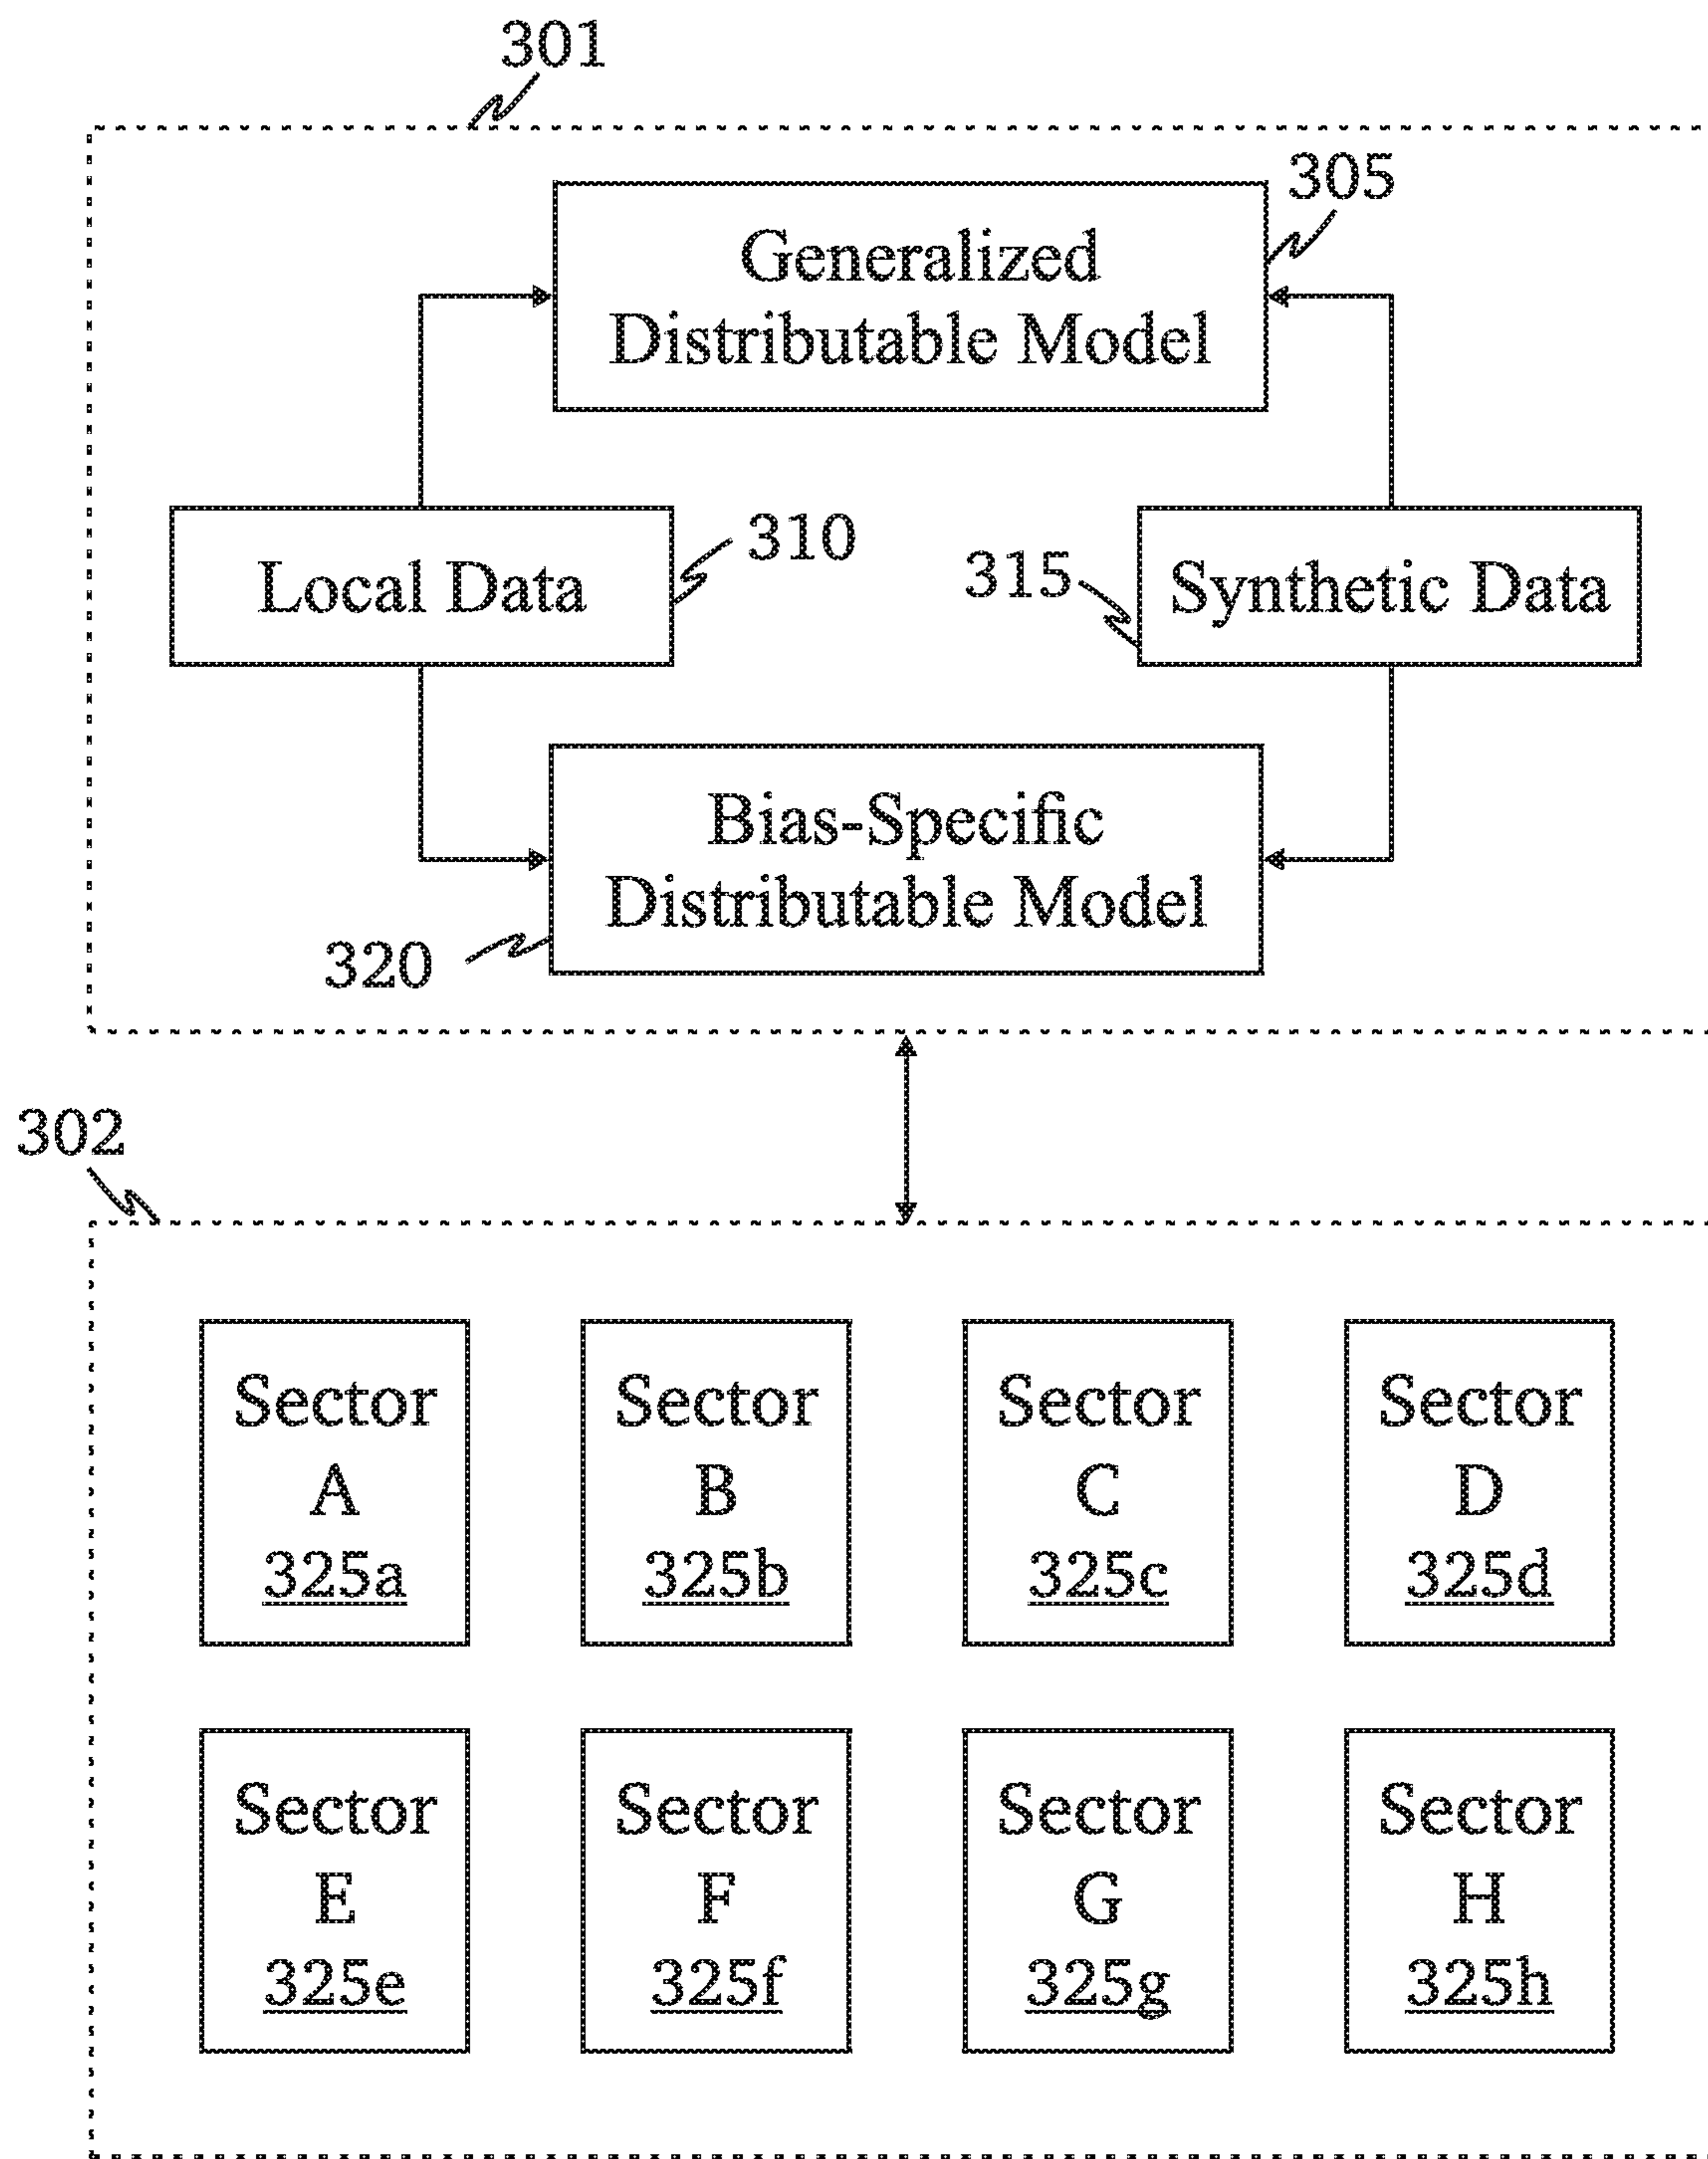 301
305
Generalized
Distributable Model
310
Local Data
315
Synthetic Data
Bias-Specific
Distributable Model
320
302
Sector
A
325a
Sector
B
325b
Sector
C
325c
Sector
D
325d
Sector
E
325e
Sector
F
325f
Sector
G
325g
Sector
H
325h